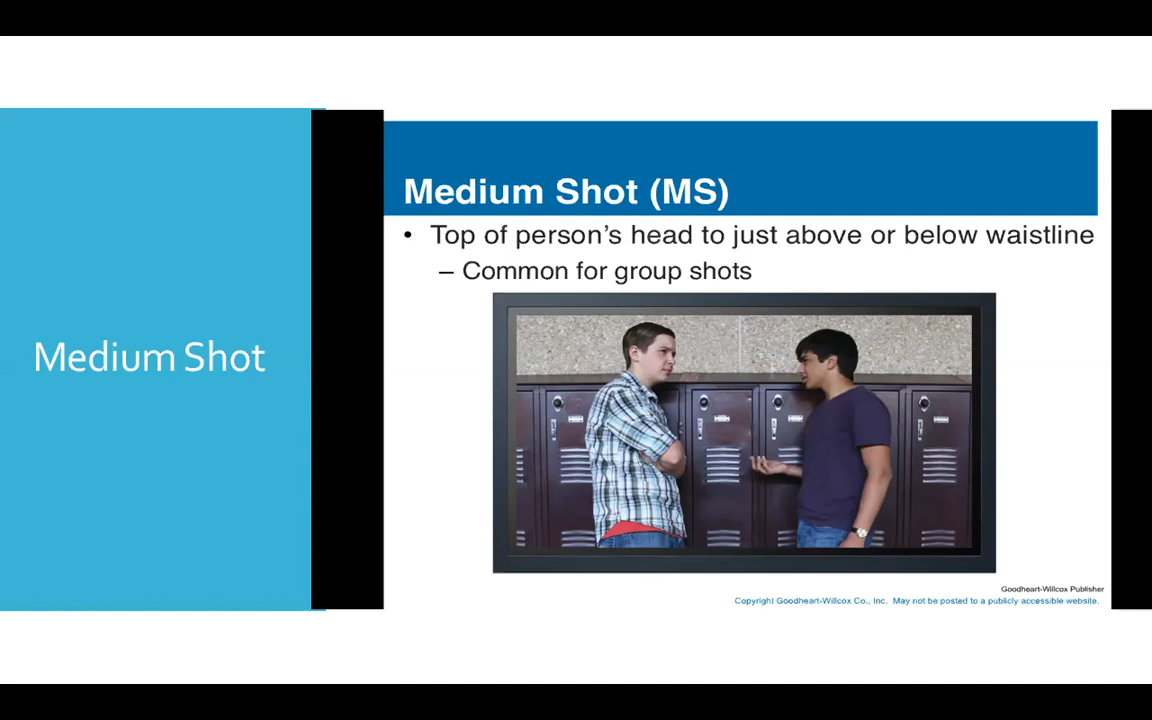 Medium Shot
Medium Shot (MS)
• Top of person's head to just above or below waistline
– Common for group shots
Goodheart-Willcox Publisher
Copyright Goodheart-Willcox Co., Inc. May not be posted to a publicly accessible website.